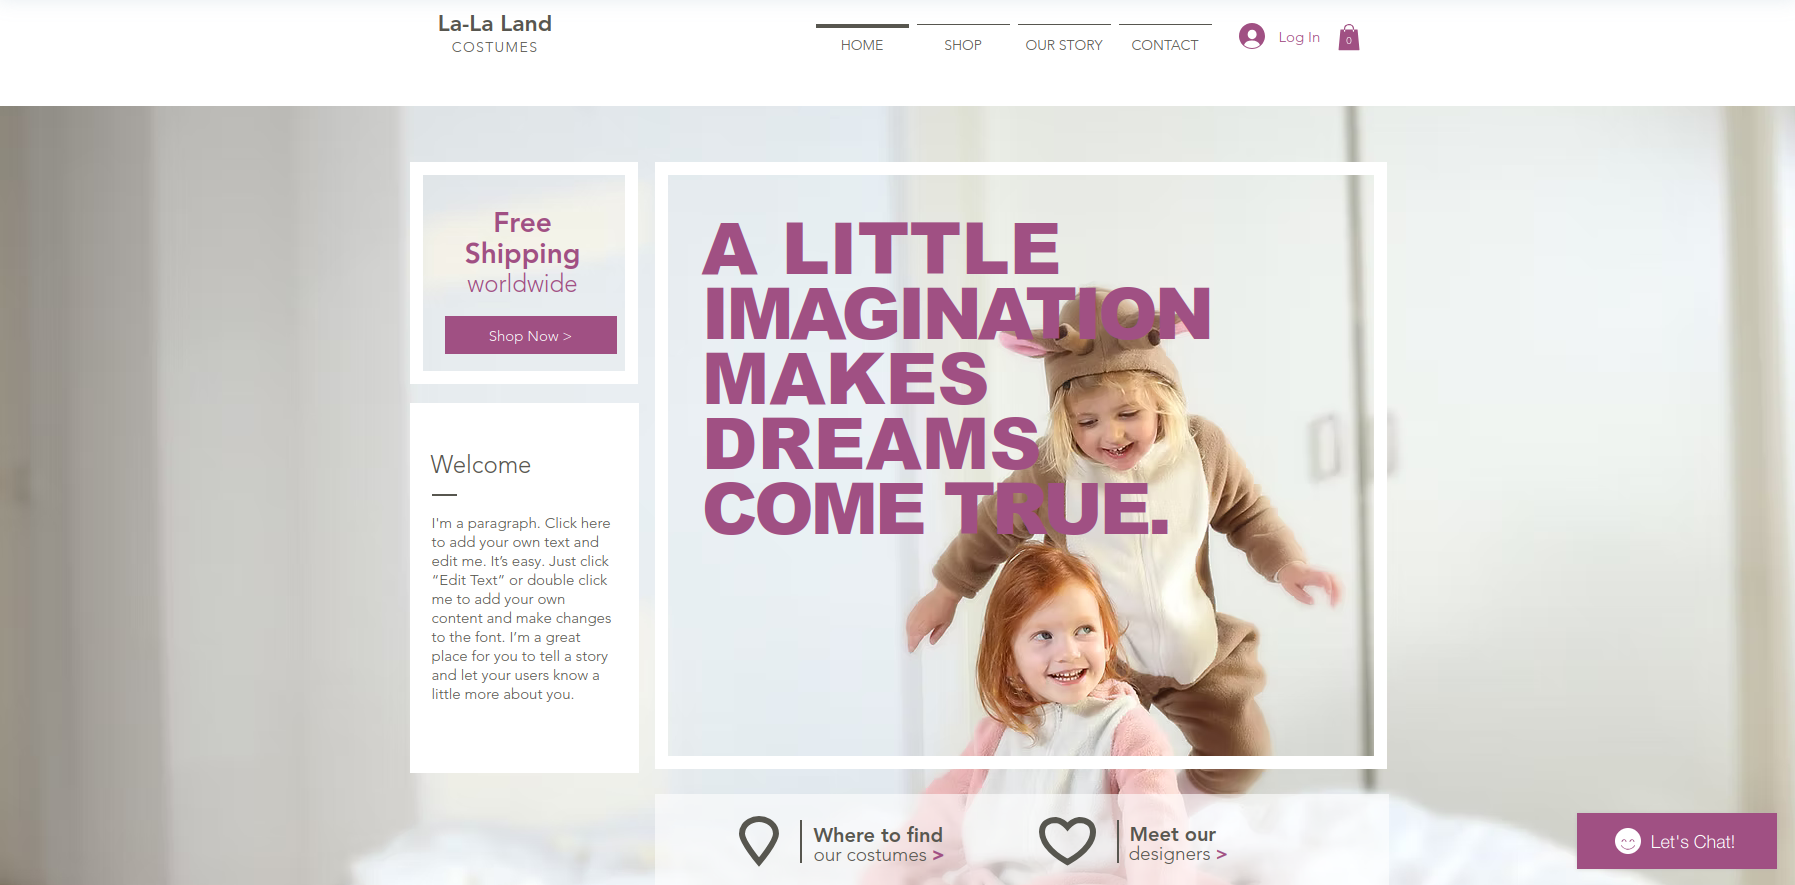 La-La Land
COSTUMES
HOME
SHOP
OUR STORY
CONTACT
Log In
0
Free
Shipping
worldwide
Shop Now >
A LITTLE
IMAGINATION
MAKES
DREAMS
COME TRUE.
Welcome
I'm a paragraph. Click here
to add your own text and
edit me. It’s easy. Just click
“Edit Text” or double click
me to add your own
content and make changes
to the font. I’m a great
place for you to tell a story
and let your users know a
little more about you.
Where to find
our costumes >
Meet our
designers >
Let's Chat!